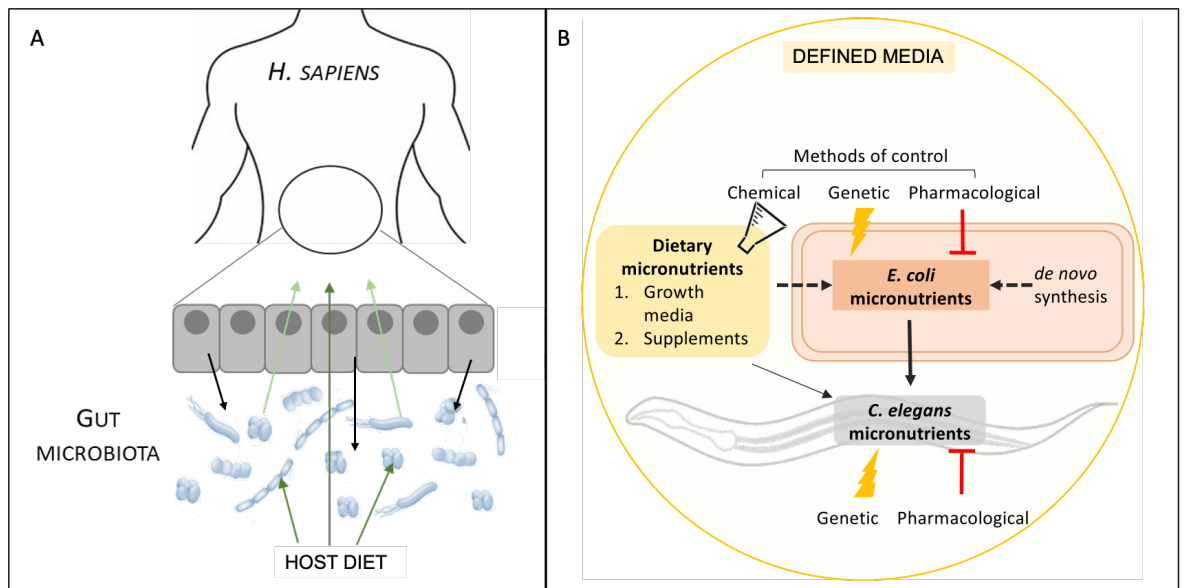 A
H. SAPIENS
GUT
MICROBIOTA
HOST DIET
B
DEFINED MEDIA
Methods of control
Chemical
Genetic
Pharmacological
Dietary
micronutrients
1. Growth
media
2. Supplements
E. coli
micronutrients
de novo
synthesis
C. elegans
micronutrients
Genetic
Pharmacological